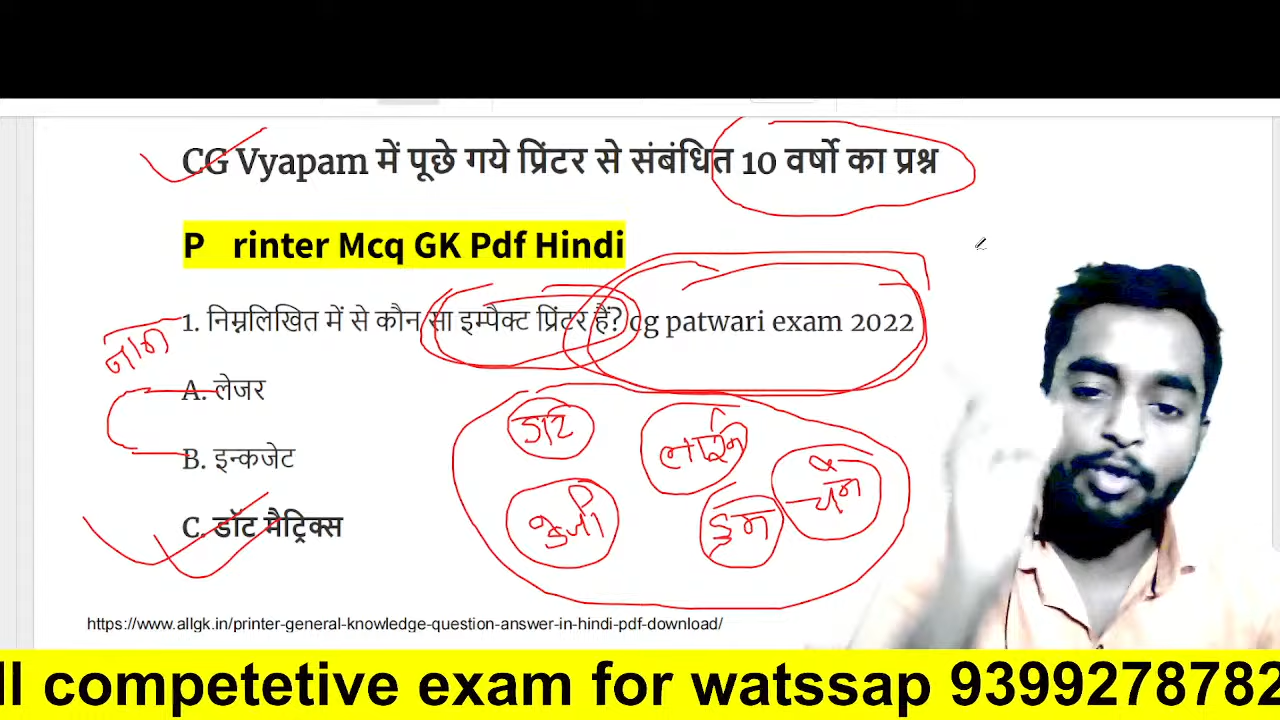 CG Vyapam में पूछे गये प्रिंटर से संबंधित 10 वर्षो का प्रश्न
P rinter Mcq GK Pdf Hindi
1. निम्नलिखित में से कौन सा इम्पैक्ट प्रिंटर हैं? cg patwari exam 2022
नान
A. लेजर
B. इन्कजेट
C. डॉट मैट्रिक्स
डाट
लाईन
चैन
ड्रम
https://www.allgk.in/printer-general-knowledge-question-answer-in-hindi-pdf-download/
ll competetive exam for watssap 9399278782